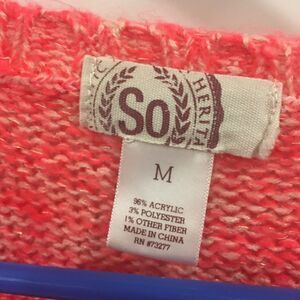 So
HERITA
M
96% ACRYLIC
3% POLYESTER
1% OTHER FIBER
MADE IN CHINA
RN #73277